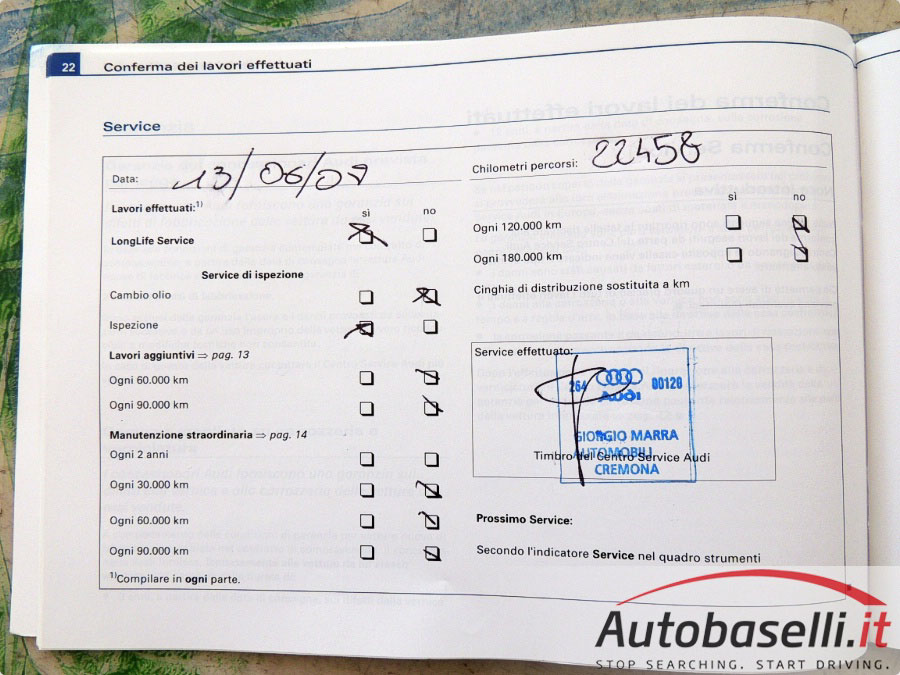 22 Conferma dei lavori effettuati
Service
Data: 13/06/07
Lavori effettuati:1)
sì no
LongLife Service
Service di ispezione
Cambio olio
Ispezione
Lavori aggiuntivi ⇒ pag. 13
Ogni 60.000 km
Ogni 90.000 km
Manutenzione straordinaria ⇒ pag. 14
Ogni 2 anni
Ogni 30.000 km
Ogni 60.000 km
Ogni 90.000 km
1)Compilare in ogni parte.
Chilometri percorsi: 22458
sì no
Ogni 120.000 km
Ogni 180.000 km
Cinghia di distribuzione sostituita a km
Service effettuato:
264 00120
Audi
GIORGIO MARRA
AUTOMOBILI
CREMONA
Timbro del Centro Service Audi
Prossimo Service:
Secondo l'indicatore Service nel quadro strumenti
Autobaselli.it
STOP SEARCHING. START DRIVING.